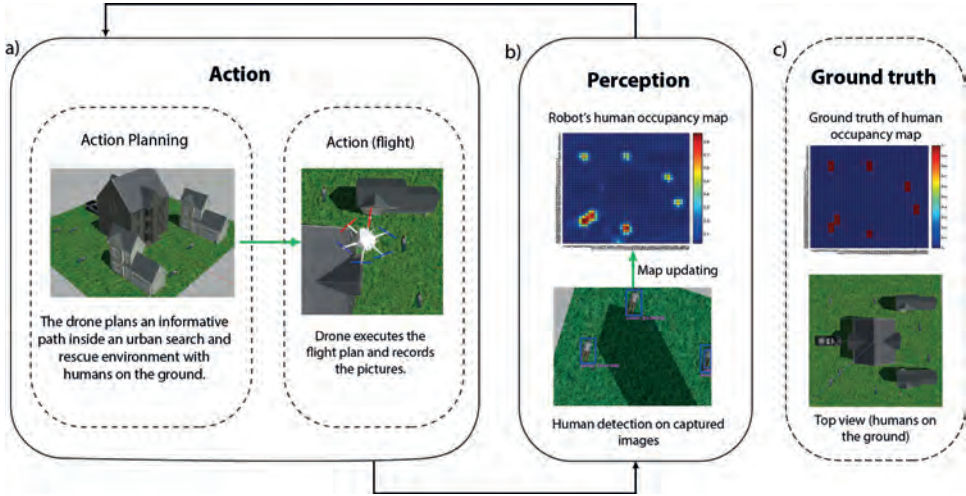 a)
Action
Action Planning
The drone plans an informative
path inside an urban search and
rescue environment with
humans on the ground.
Action (flight)
Drone executes the
flight plan and records
the pictures.
b)
Perception
Robot's human occupancy map
Map updating
Human detection on captured
images
c)
Ground truth
Ground truth of human
occupancy map
Top view (humans on
the ground)